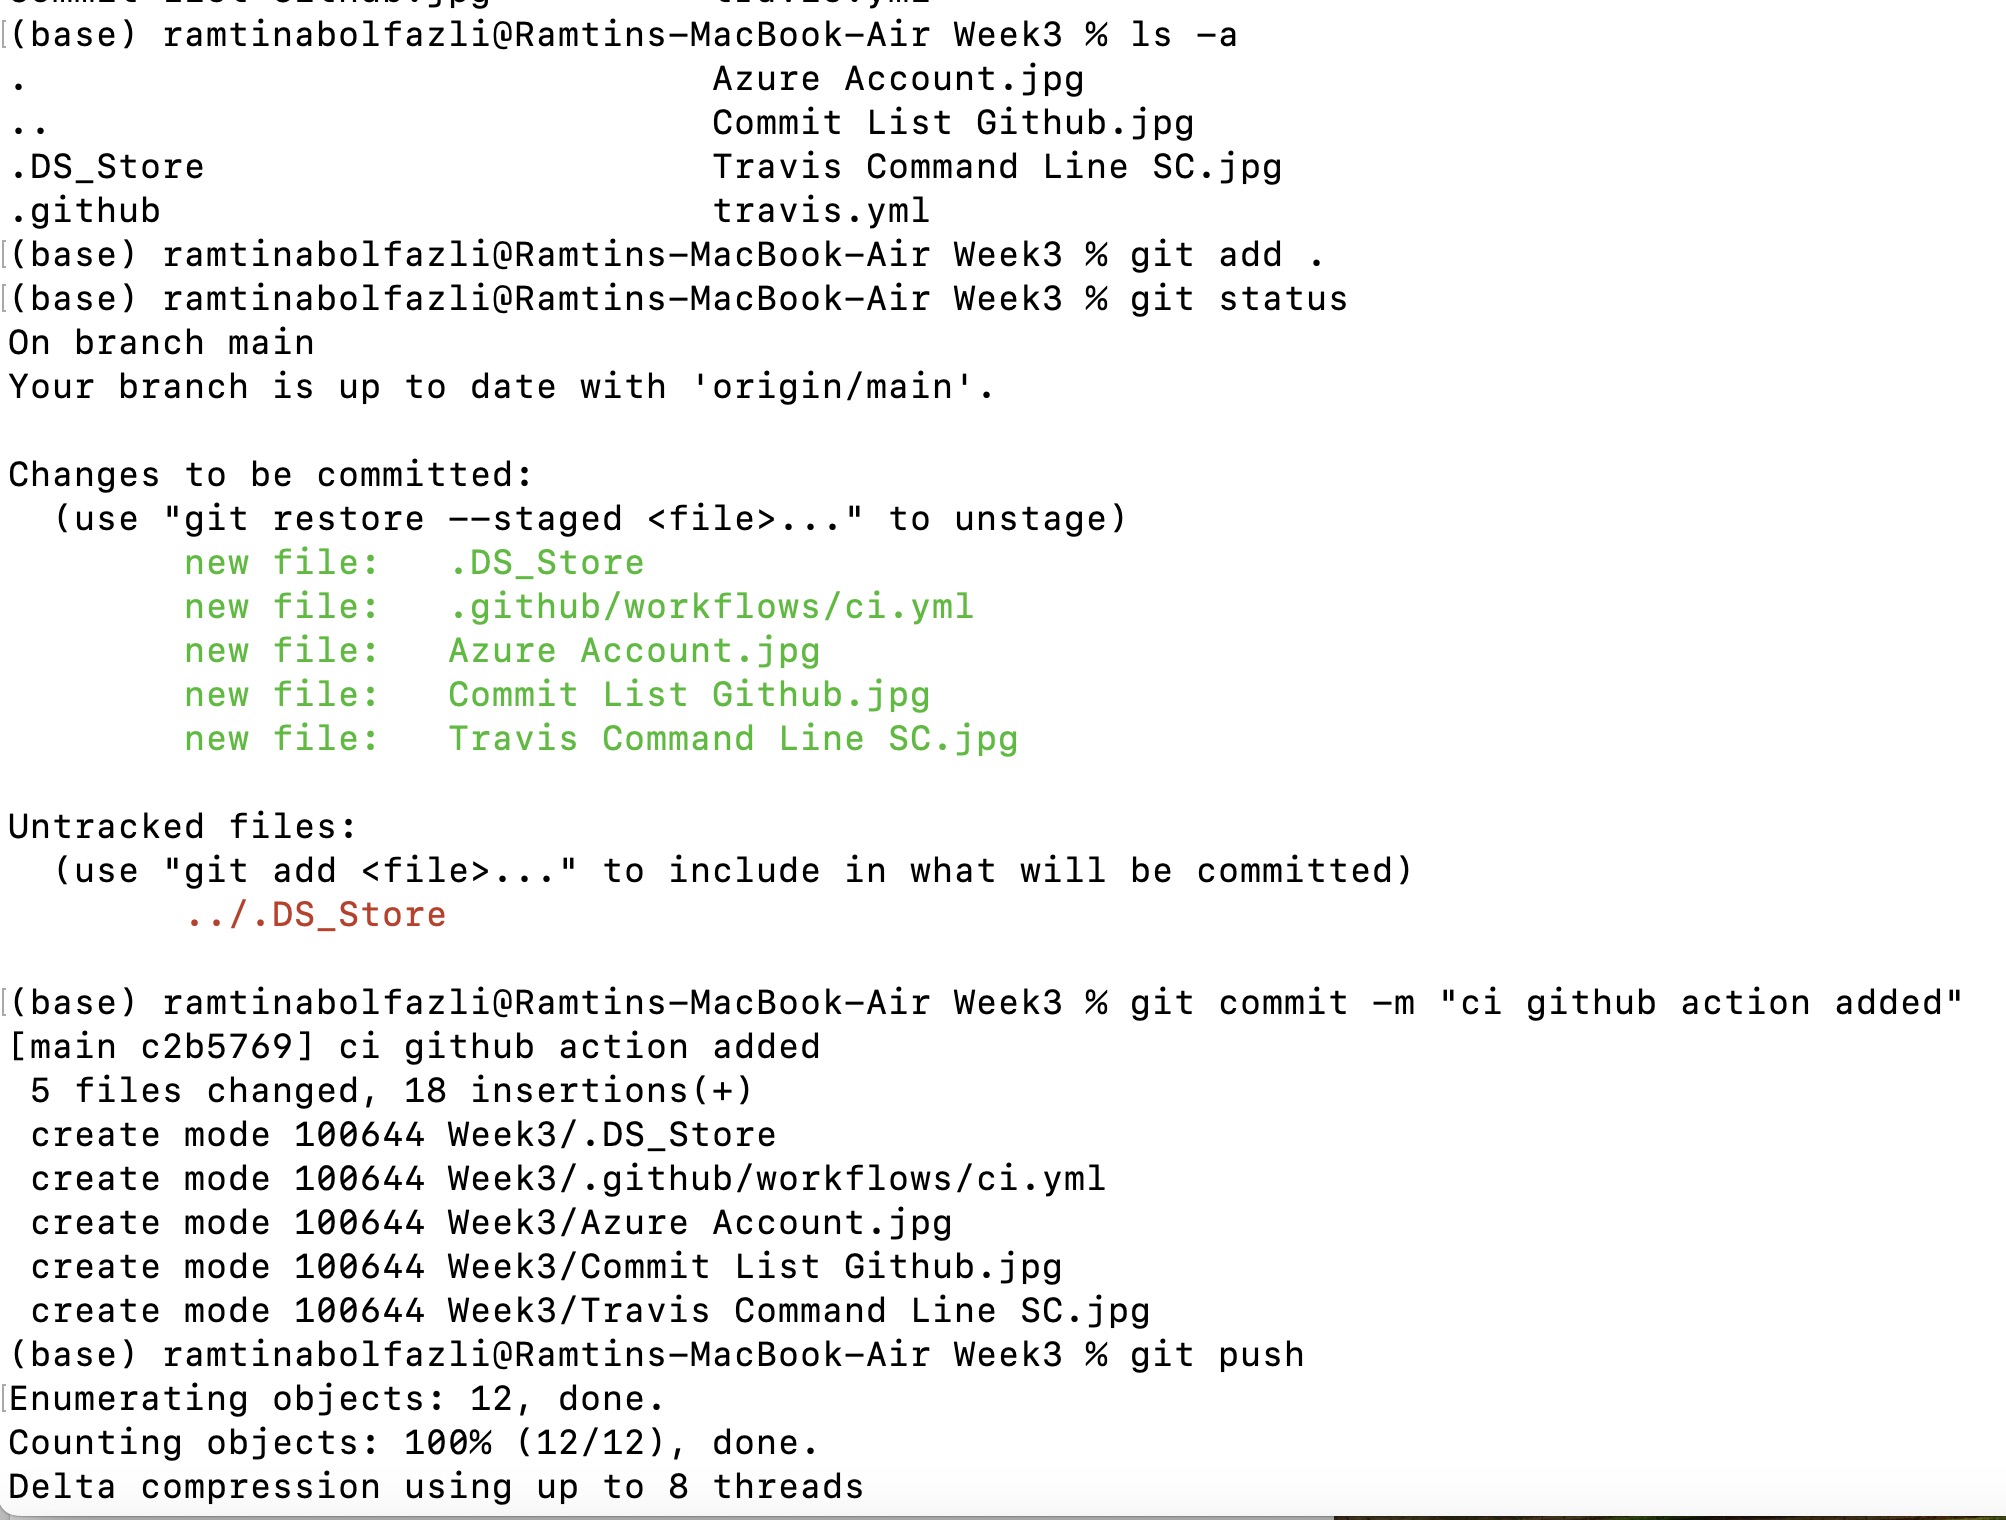 Commit List Github.jpg travis.yml
(base) ramtinabolfazli@Ramtins-MacBook-Air Week3 % ls -a
. Azure Account.jpg
.. Commit List Github.jpg
.DS_Store Travis Command Line SC.jpg
.github travis.yml
(base) ramtinabolfazli@Ramtins-MacBook-Air Week3 % git add .
(base) ramtinabolfazli@Ramtins-MacBook-Air Week3 % git status
On branch main
Your branch is up to date with 'origin/main'.
Changes to be committed:
(use "git restore --staged <file>..." to unstage)
new file: .DS_Store
new file: .github/workflows/ci.yml
new file: Azure Account.jpg
new file: Commit List Github.jpg
new file: Travis Command Line SC.jpg
Untracked files:
(use "git add <file>..." to include in what will be committed)
../.DS_Store
(base) ramtinabolfazli@Ramtins-MacBook-Air Week3 % git commit -m "ci github action added"
[main c2b5769] ci github action added
5 files changed, 18 insertions(+)
create mode 100644 Week3/.DS_Store
create mode 100644 Week3/.github/workflows/ci.yml
create mode 100644 Week3/Azure Account.jpg
create mode 100644 Week3/Commit List Github.jpg
create mode 100644 Week3/Travis Command Line SC.jpg
(base) ramtinabolfazli@Ramtins-MacBook-Air Week3 % git push
Enumerating objects: 12, done.
Counting objects: 100% (12/12), done.
Delta compression using up to 8 threads